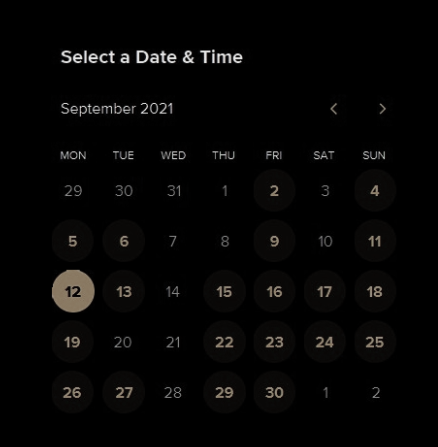 Select a Date & Time
September 2021
MON TUE WED THU FRI SAT SUN
29 30 31 1 2 3 4
5 6 7 8 9 10 11
12 13 14 15 16 17 18
19 20 21 22 23 24 25
26 27 28 29 30 1 2